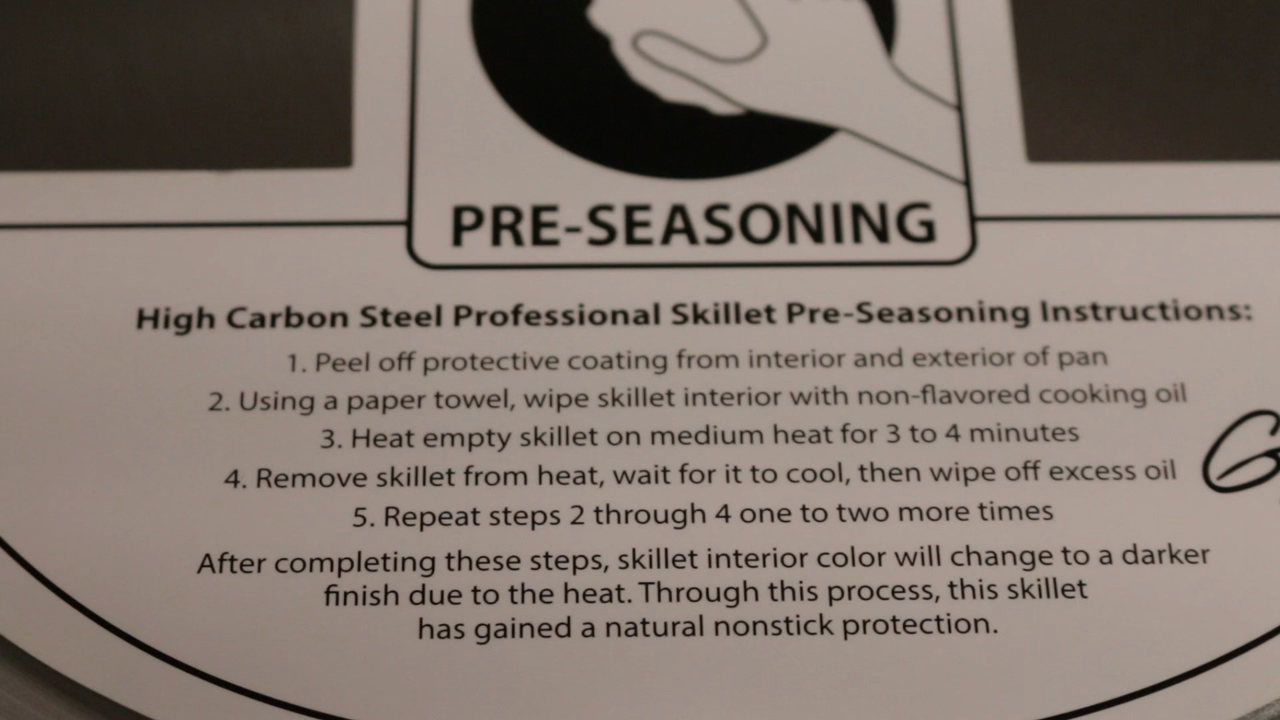 PRE-SEASONING
High Carbon Steel Professional Skillet Pre-Seasoning Instructions:
1. Peel off protective coating from interior and exterior of pan
2. Using a paper towel, wipe skillet interior with non-flavored cooking oil
3. Heat empty skillet on medium heat for 3 to 4 minutes
4. Remove skillet from heat, wait for it to cool, then wipe off excess oil
5. Repeat steps 2 through 4 one to two more times
After completing these steps, skillet interior color will change to a darker
finish due to the heat. Through this process, this skillet
has gained a natural nonstick protection.